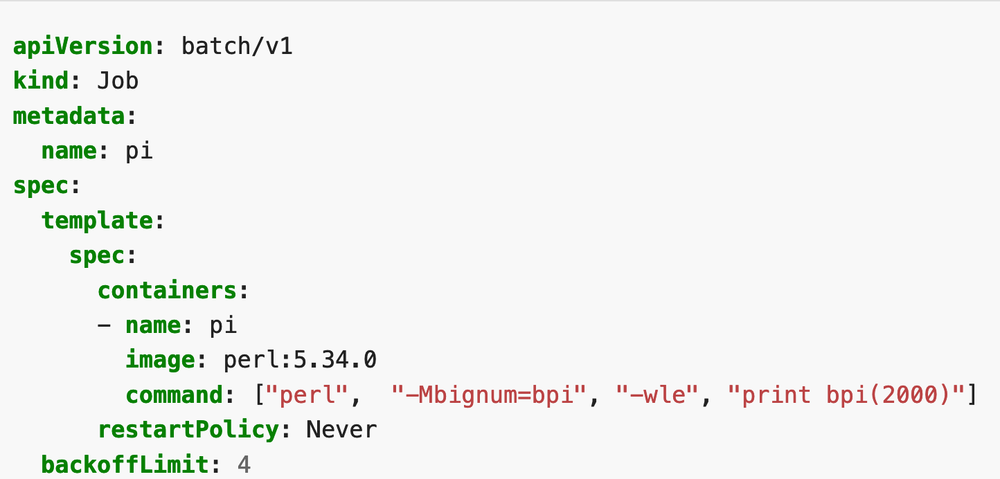 apiVersion: batch/v1
kind: Job
metadata:
  name: pi
spec:
  template:
    spec:
      containers:
      - name: pi
        image: perl:5.34.0
        command: ["perl",  "-Mbignum=bpi", "-wle", "print bpi(2000)"]
      restartPolicy: Never
  backoffLimit: 4